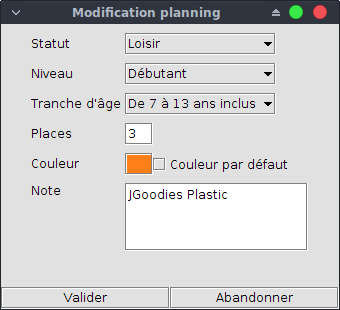 Modification planning
Statut Loisir
Niveau Débutant
Tranche d'âge De 7 à 13 ans inclus
Places 3
Couleur Couleur par défaut
Note JGoodies Plastic
Valider Abandonner